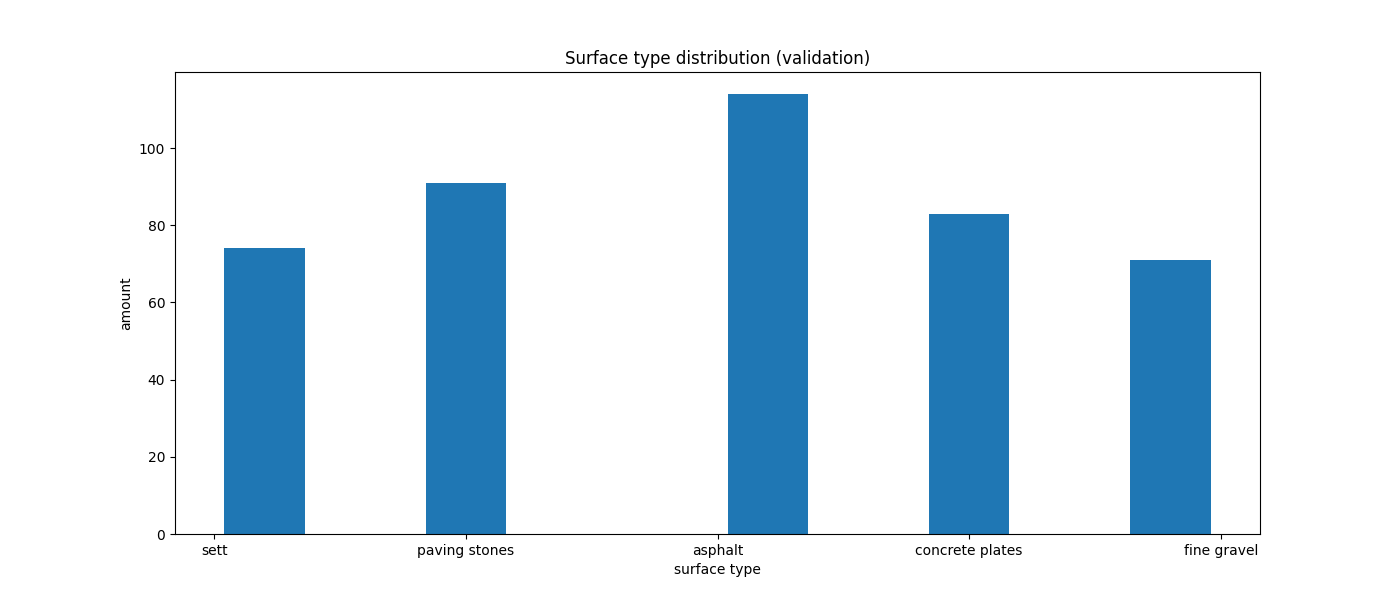 Surface type distribution (validation)
100
80
60
40
20
0
amount
sett
paving stones
asphalt
concrete plates
fine gravel
surface type